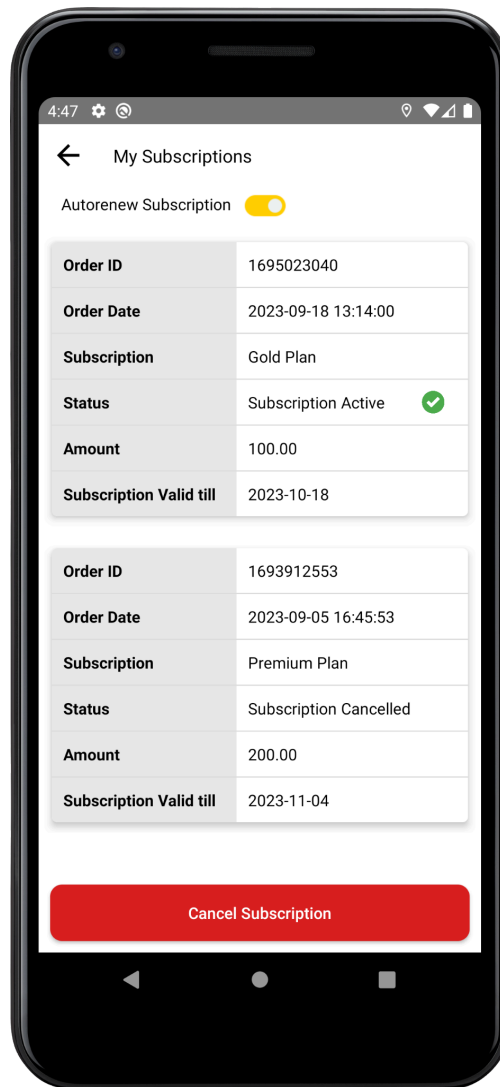 4:47
My Subscriptions
Autorenew Subscription
Order ID 1695023040
Order Date 2023-09-18 13:14:00
Subscription Gold Plan
Status Subscription Active
Amount 100.00
Subscription Valid till 2023-10-18
Order ID 1693912553
Order Date 2023-09-05 16:45:53
Subscription Premium Plan
Status Subscription Cancelled
Amount 200.00
Subscription Valid till 2023-11-04
Cancel Subscription